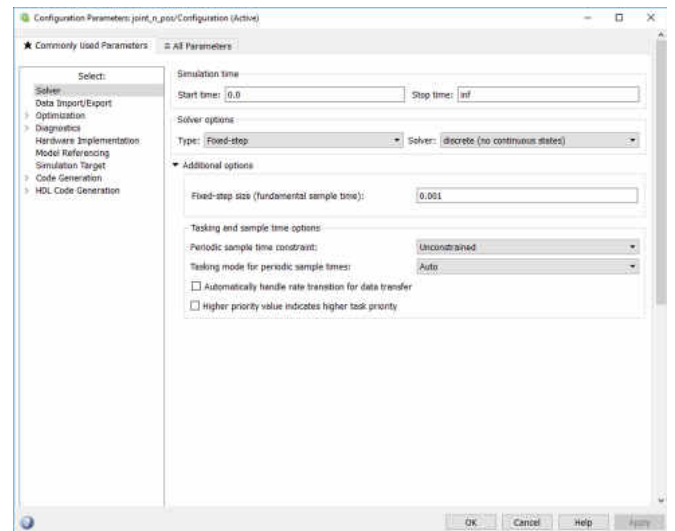 Configuration Parameters: joint_n_pos/Configuration (Active)
★ Commonly Used Parameters
≡ All Parameters
Select:
Solver
Data Import/Export
Optimization
Diagnostics
Hardware Implementation
Model Referencing
Simulation Target
Code Generation
HDL Code Generation
Simulation time
Start time: 0.0 Stop time: inf
Solver options
Type: Fixed-step Solver: discrete (no continuous states)
Additional options
Fixed-step size (fundamental sample time): 0.001
Tasking and sample time options
Periodic sample time constraint: Unconstrained
Tasking mode for periodic sample times: Auto
Automatically handle rate transition for data transfer
Higher priority value indicates higher task priority
OK Cancel Help Apply